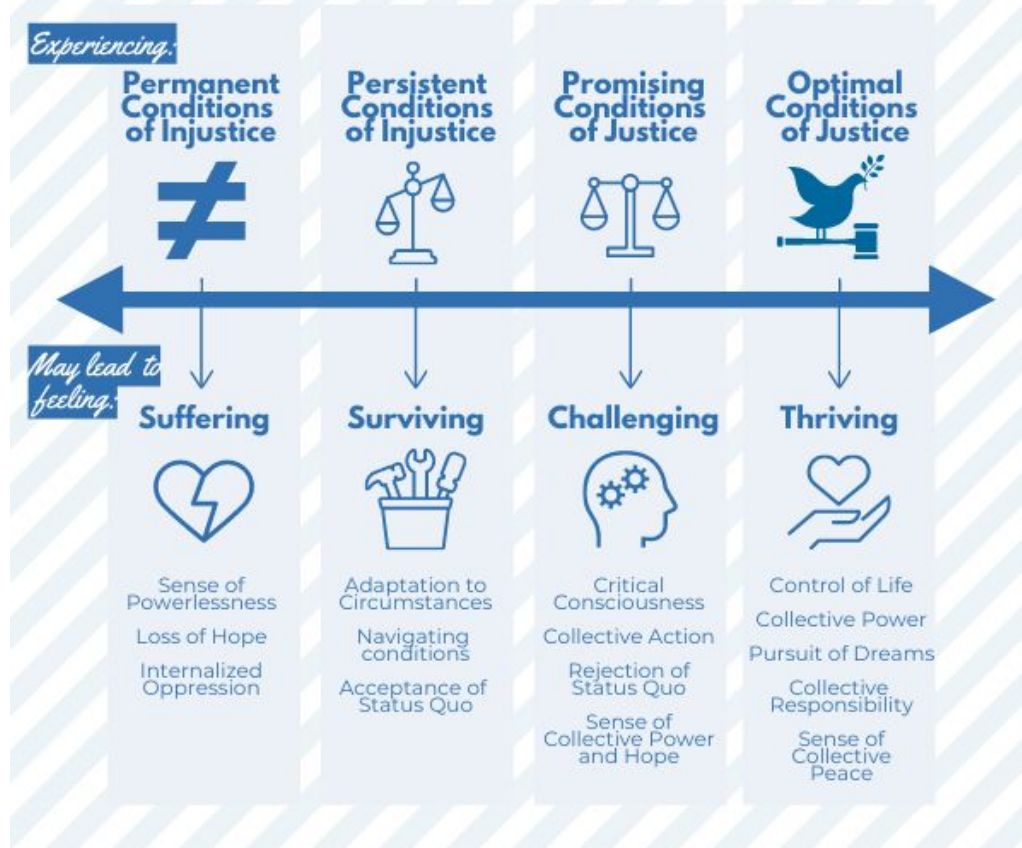 Experiencing:
Permanent
Conditions
of Injustice
Persistent
Conditions
of Injustice
Promising
Conditions
of Justice
Optimal
Conditions
of Justice
May lead to
feeling:
Suffering
Sense of
Powerlessness
Loss of Hope
Internalized
Oppression
Surviving
Adaptation to
Circumstances
Navigating
conditions
Acceptance of
Status Quo
Challenging
Critical
Consciousness
Collective Action
Rejection of
Status Quo
Sense of
Collective Power
and Hope
Thriving
Control of Life
Collective Power
Pursuit of Dreams
Collective
Responsibility
Sense of
Collective
Peace